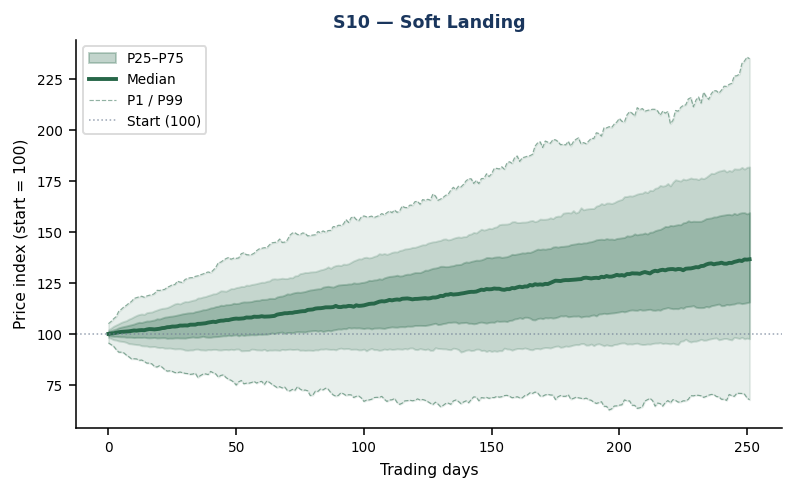 S10 — Soft Landing
P25–P75
Median
P1 / P99
Start (100)
Price index (start = 100)
225
200
175
150
125
100
75
0 50 100 150 200 250
Trading days